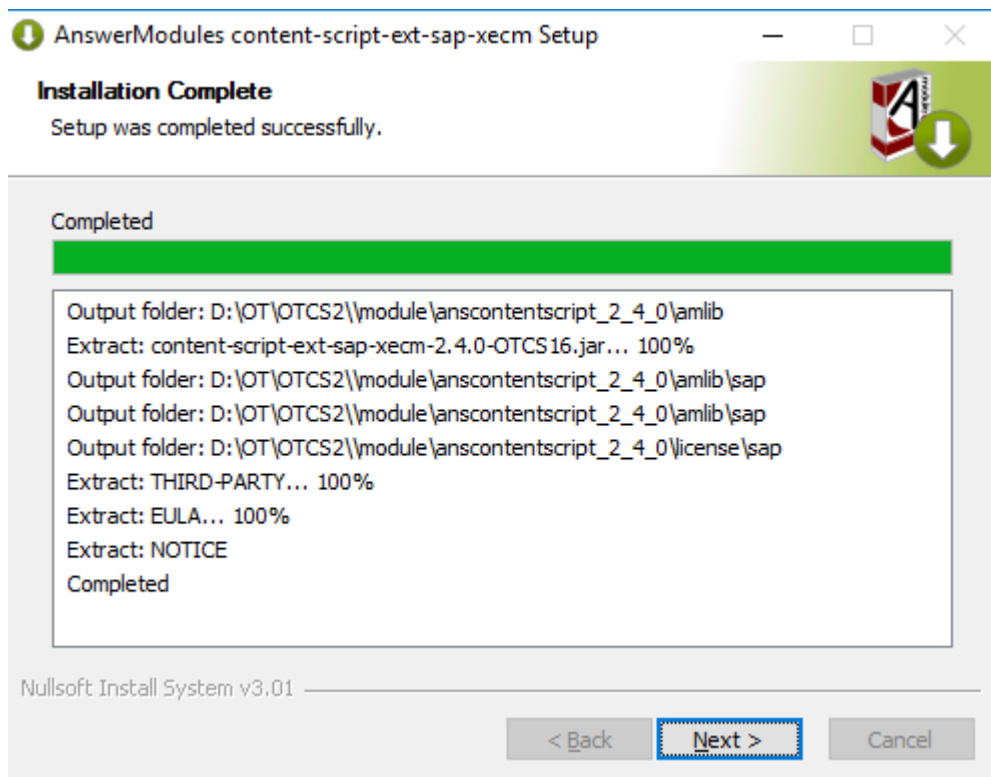 AnswerModules content-script-ext-sap-xecm Setup
Installation Complete
Setup was completed successfully.
Completed
Output folder: D:\OT\OTCS2\\module\anscontentscript_2_4_0\amlib
Extract: content-script-ext-sap-xecm-2.4.0-OTCS16.jar... 100%
Output folder: D:\OT\OTCS2\\module\anscontentscript_2_4_0\amlib\sap
Output folder: D:\OT\OTCS2\\module\anscontentscript_2_4_0\amlib\sap
Output folder: D:\OT\OTCS2\\module\anscontentscript_2_4_0\license\sap
Extract: THIRD-PARTY... 100%
Extract: EULA... 100%
Extract: NOTICE
Completed
Nullsoft Install System v3.01
< Back Next > Cancel